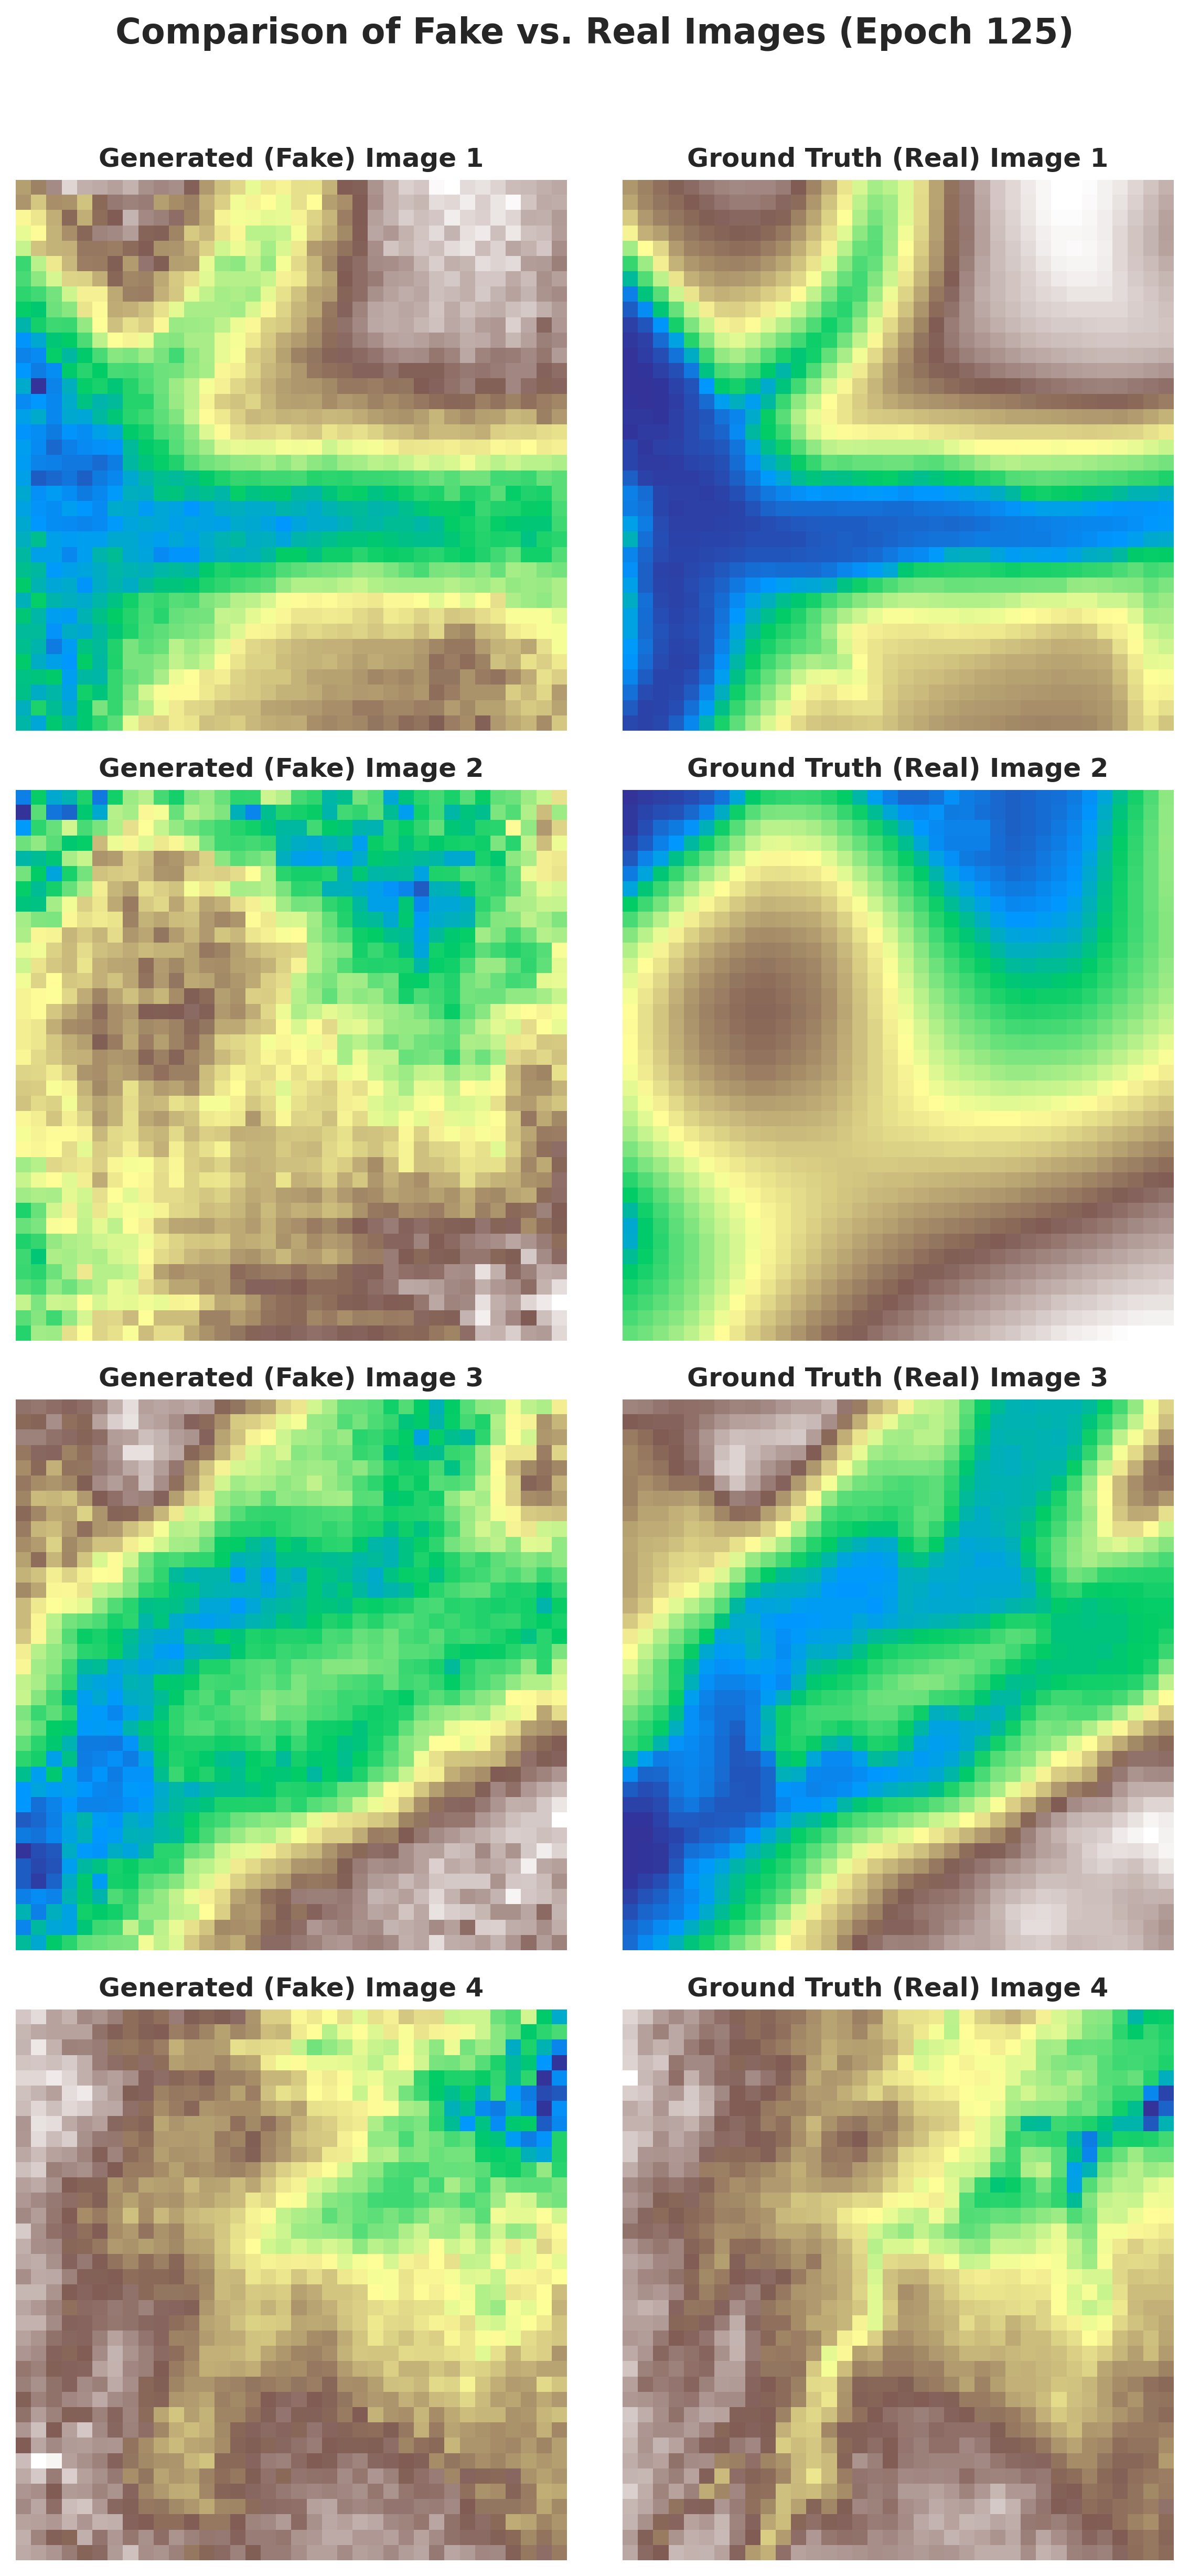 Comparison of Fake vs. Real Images (Epoch 125)
Generated (Fake) Image 1
Ground Truth (Real) Image 1
Generated (Fake) Image 2
Ground Truth (Real) Image 2
Generated (Fake) Image 3
Ground Truth (Real) Image 3
Generated (Fake) Image 4
Ground Truth (Real) Image 4